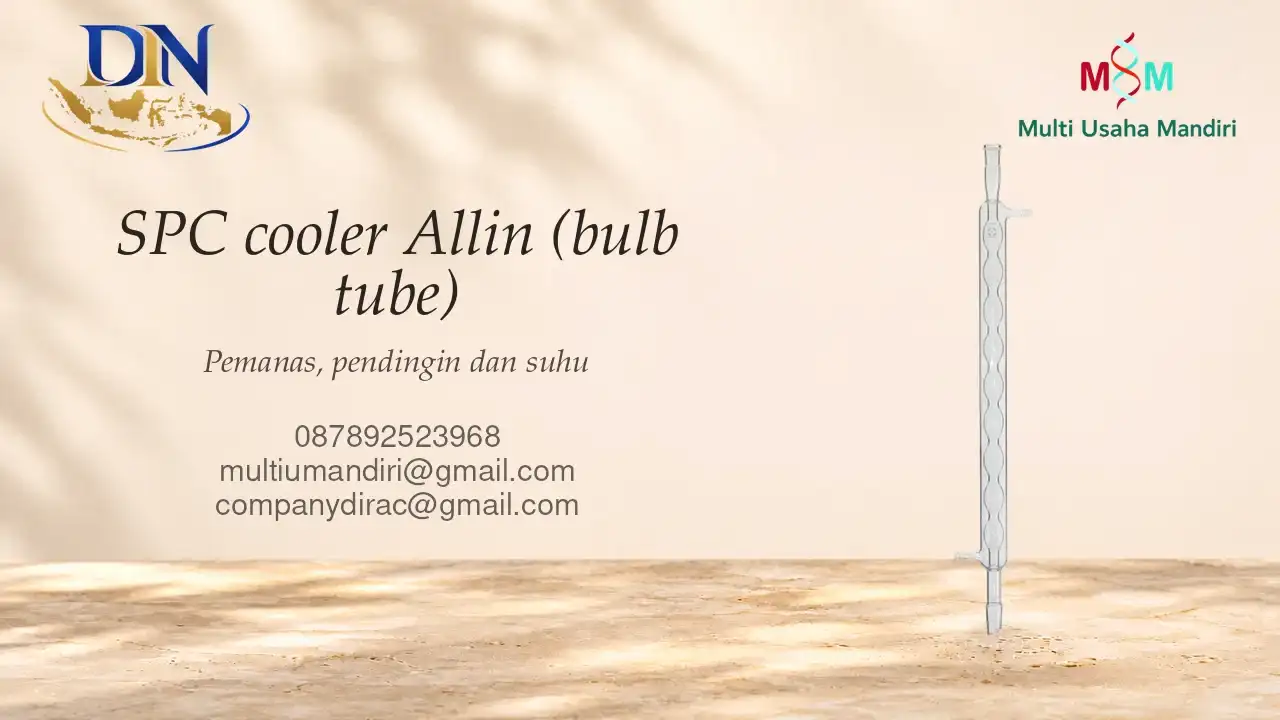 DIN
M M
Multi Usaha Mandiri
SPC cooler Allin (bulb
tube)
Pemanas, pendingin dan suhu
087892523968
multiumandiri@gmail.com
companydirac@gmail.com